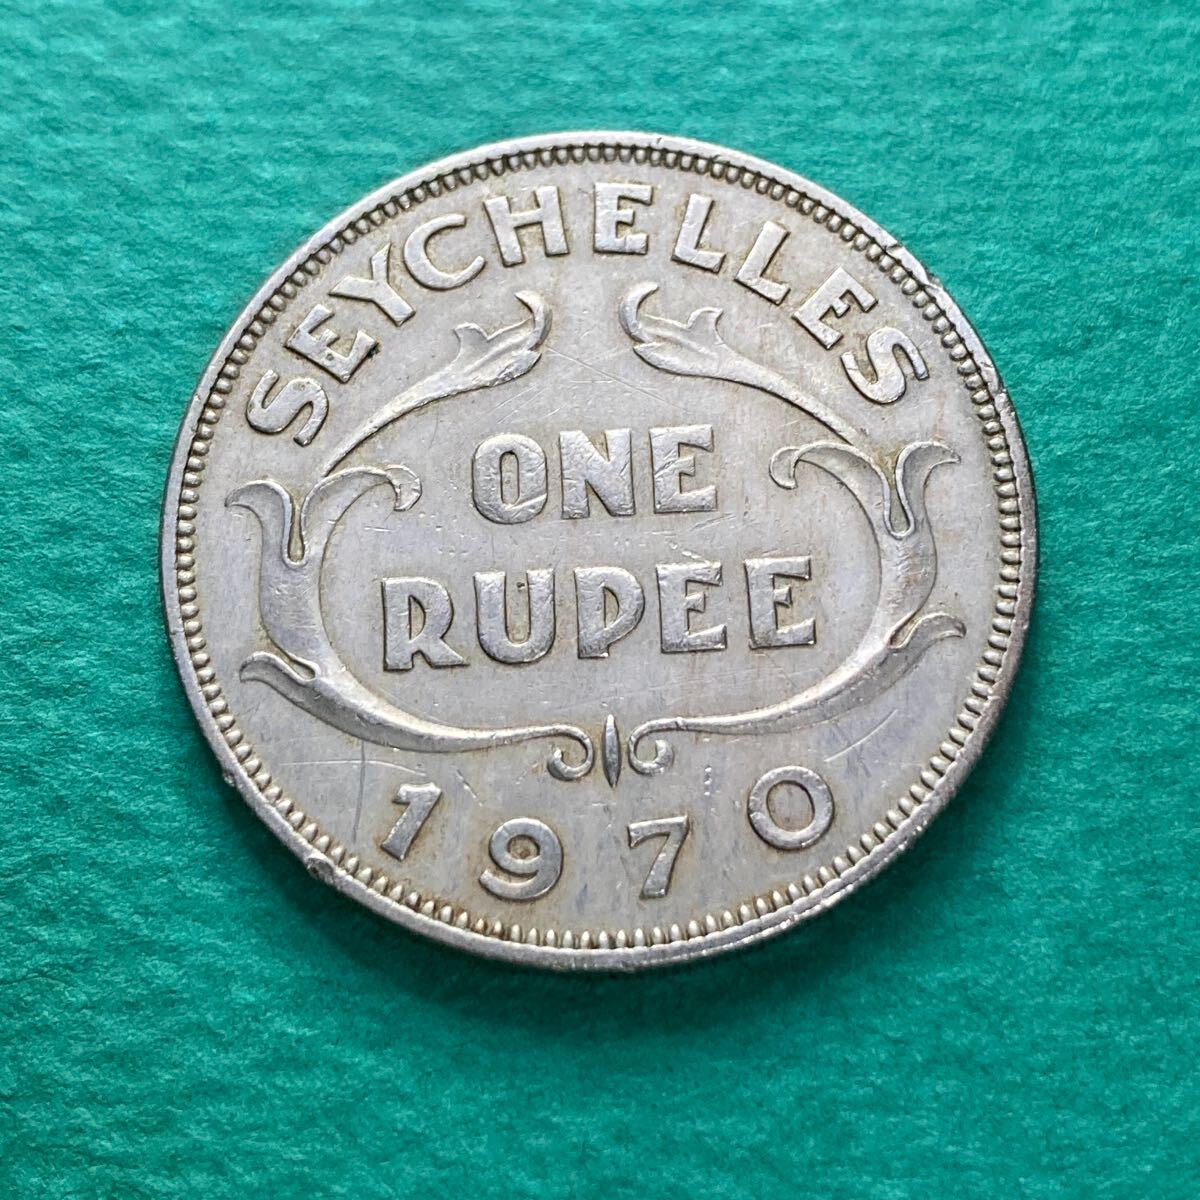 SEYCHELLES
ONE
RUPEE
1970